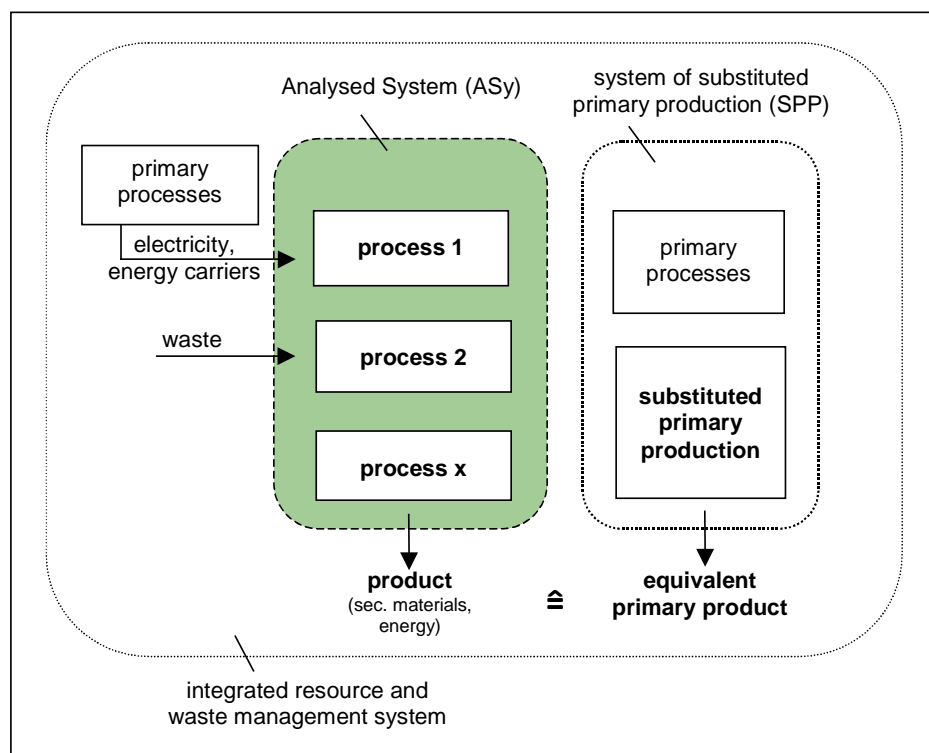 Analysed System (ASy)
system of substituted
primary production (SPP)
primary
processes
electricity,
energy carriers
waste
process 1
process 2
process x
primary
processes
substituted
primary
production
product
(sec. materials,
energy)
≙
equivalent
primary product
integrated resource and
waste management system